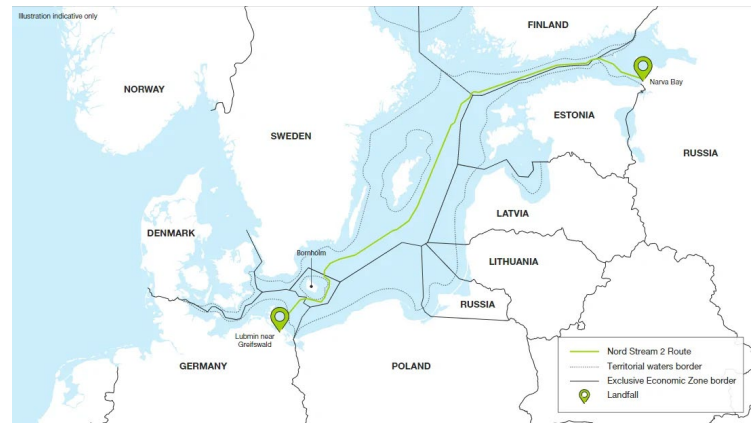 Illustration indicative only
FINLAND
NORWAY
Narva Bay
SWEDEN
ESTONIA
RUSSIA
LATVIA
DENMARK
Bornholm
LITHUANIA
RUSSIA
Lubmin near
Greifswald
GERMANY
POLAND
Nord Stream 2 Route
Territorial waters border
Exclusive Economic Zone border
Landfall